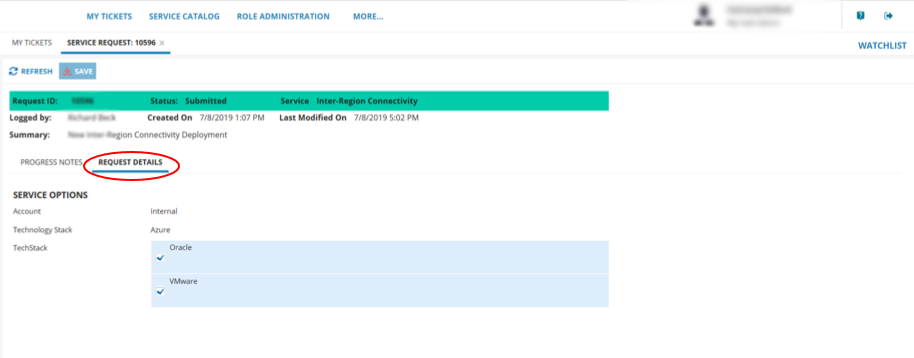 MY TICKETS SERVICE CATALOG ROLE ADMINISTRATION MORE...
MY TICKETS SERVICE REQUEST: 10596 ×
WATCHLIST
REFRESH SAVE
Request ID: Status: Submitted Service Inter-Region Connectivity
Logged by: Created On 7/8/2019 1:07 PM Last Modified On 7/8/2019 5:02 PM
Summary: New Inter-Region Connectivity Deployment
PROGRESS NOTES REQUEST DETAILS
SERVICE OPTIONS
Account Internal
Technology Stack Azure
TechStack Oracle
VMware